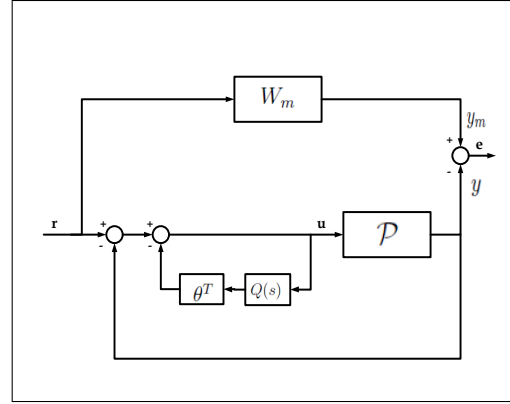 W_m
y_m
+
e
-
y
r
+
+
u
P
-
-
θ^T
Q(s)